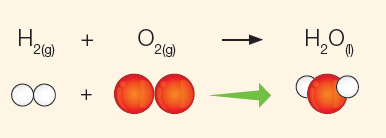 H2(g) + O2(g) → H2O(l)
+